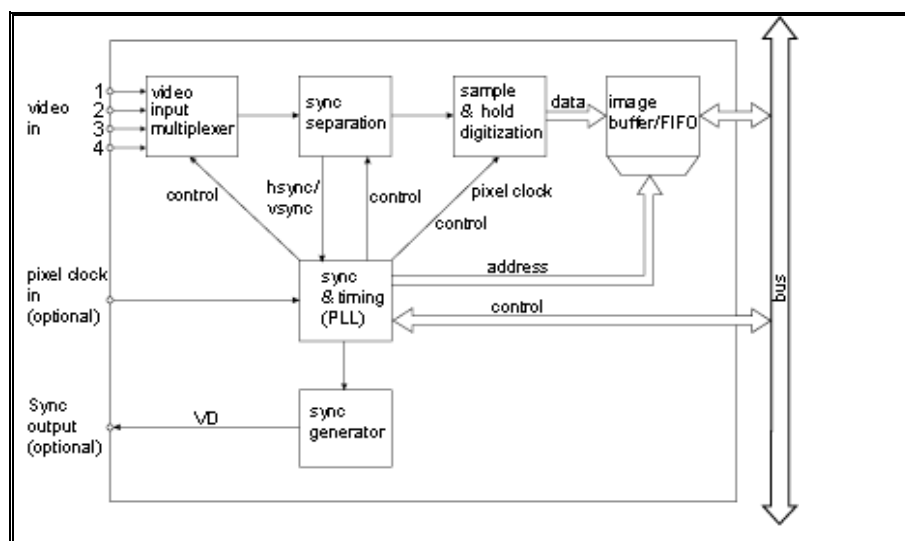 1
2
3
4
video
in
video
input
multiplexer
sync
separation
sample
& hold
digitization
data
image
buffer/FIFO
control
hsync/
vsync
control
pixel clock
control
pixel clock
in
(optional)
sync
& timing
(PLL)
address
control
bus
Sync
output
(optional)
VD
sync
generator